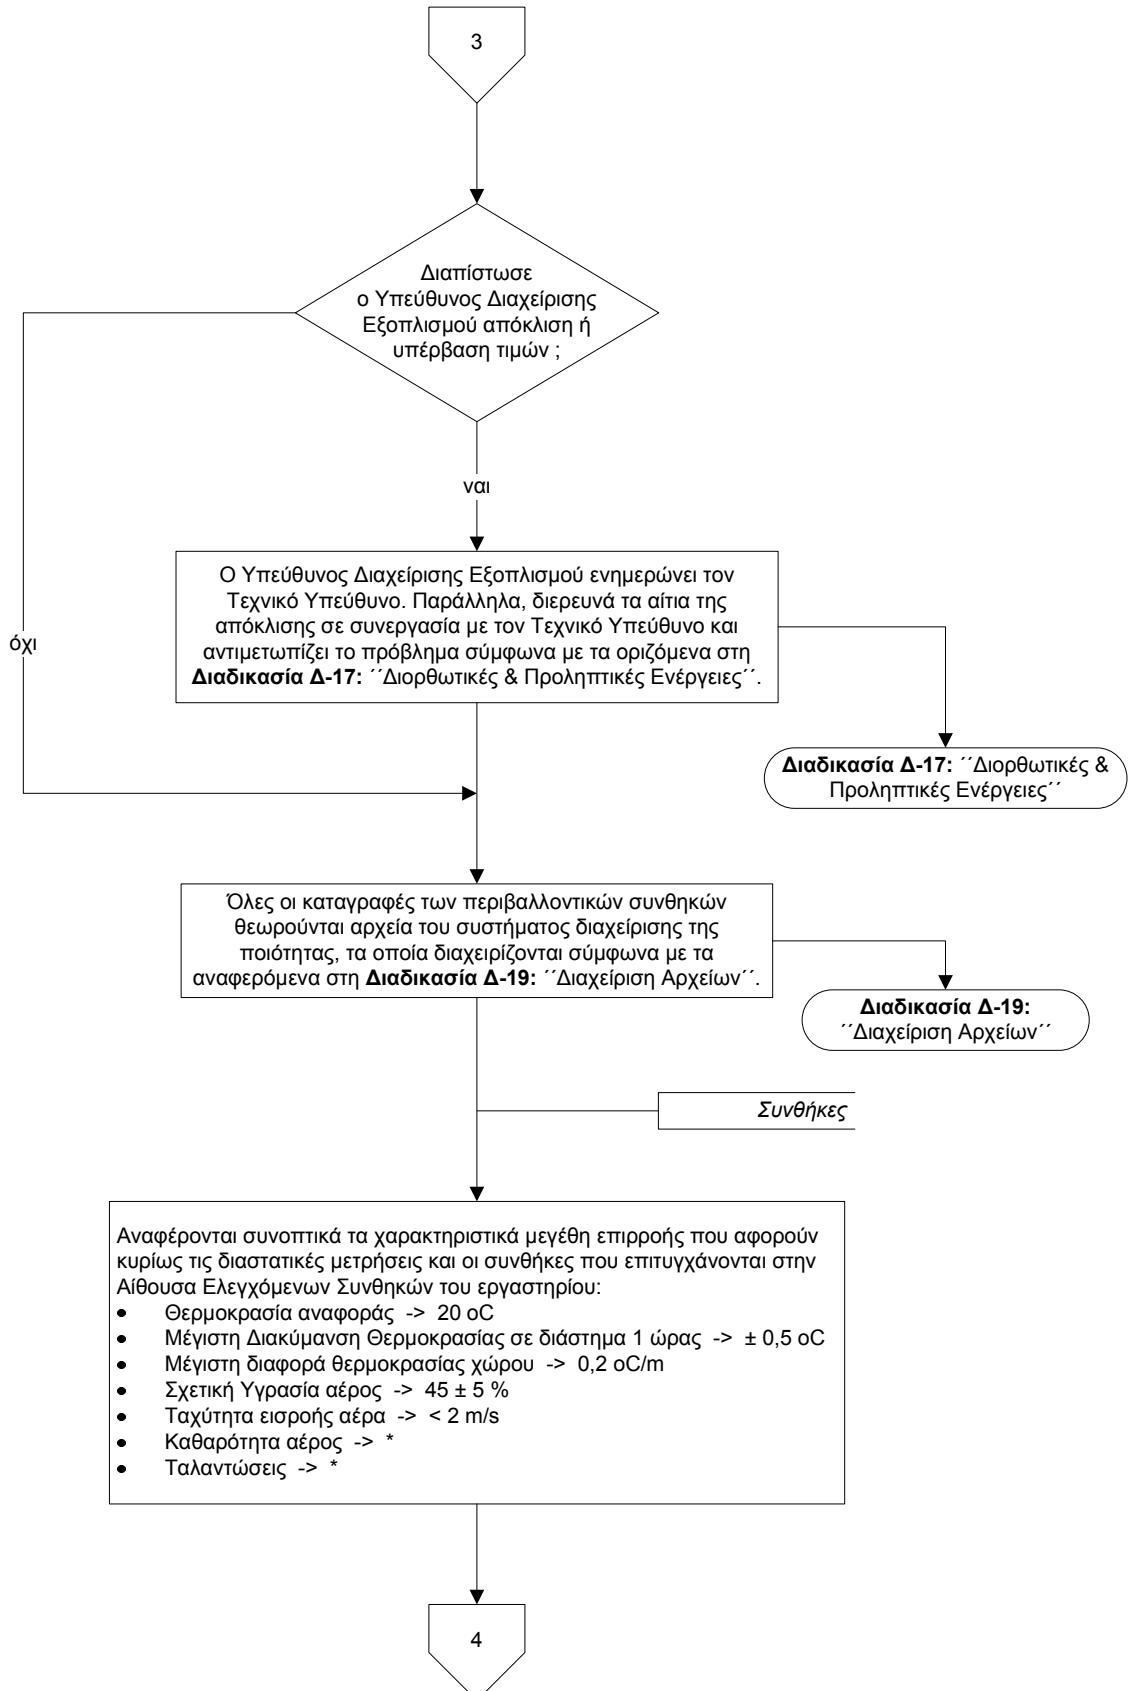 3
Διαπίστωσε
ο Υπεύθυνος Διαχείρισης
Εξοπλισμού απόκλιση ή
υπέρβαση τιμών ;
ναι
όχι
Ο Υπεύθυνος Διαχείρισης Εξοπλισμού ενημερώνει τον
Τεχνικό Υπεύθυνο. Παράλληλα, διερευνά τα αίτια της
απόκλισης σε συνεργασία με τον Τεχνικό Υπεύθυνο και
αντιμετωπίζει το πρόβλημα σύμφωνα με τα οριζόμενα στη
Διαδικασία Δ-17: ΄΄Διορθωτικές & Προληπτικές Ενέργειες΄΄.
Διαδικασία Δ-17: ΄΄Διορθωτικές &
Προληπτικές Ενέργειες΄΄
Όλες οι καταγραφές των περιβαλλοντικών συνθηκών
θεωρούνται αρχεία του συστήματος διαχείρισης της
ποιότητας, τα οποία διαχειρίζονται σύμφωνα με τα
αναφερόμενα στη Διαδικασία Δ-19: ΄΄Διαχείριση Αρχείων΄΄.
Διαδικασία Δ-19:
΄΄Διαχείριση Αρχείων΄΄
Συνθήκες
Αναφέρονται συνοπτικά τα χαρακτηριστικά μεγέθη επιρροής που αφορούν
κυρίως τις διαστατικές μετρήσεις και οι συνθήκες που επιτυγχάνονται στην
Αίθουσα Ελεγχόμενων Συνθηκών του εργαστηρίου:
• Θερμοκρασία αναφοράς -> 20 οC
• Μέγιστη Διακύμανση Θερμοκρασίας σε διάστημα 1 ώρας -> ± 0,5 οC
• Μέγιστη διαφορά θερμοκρασίας χώρου -> 0,2 οC/m
• Σχετική Υγρασία αέρος -> 45 ± 5 %
• Ταχύτητα εισροής αέρα -> < 2 m/s
• Καθαρότητα αέρος -> *
• Ταλαντώσεις -> *
4